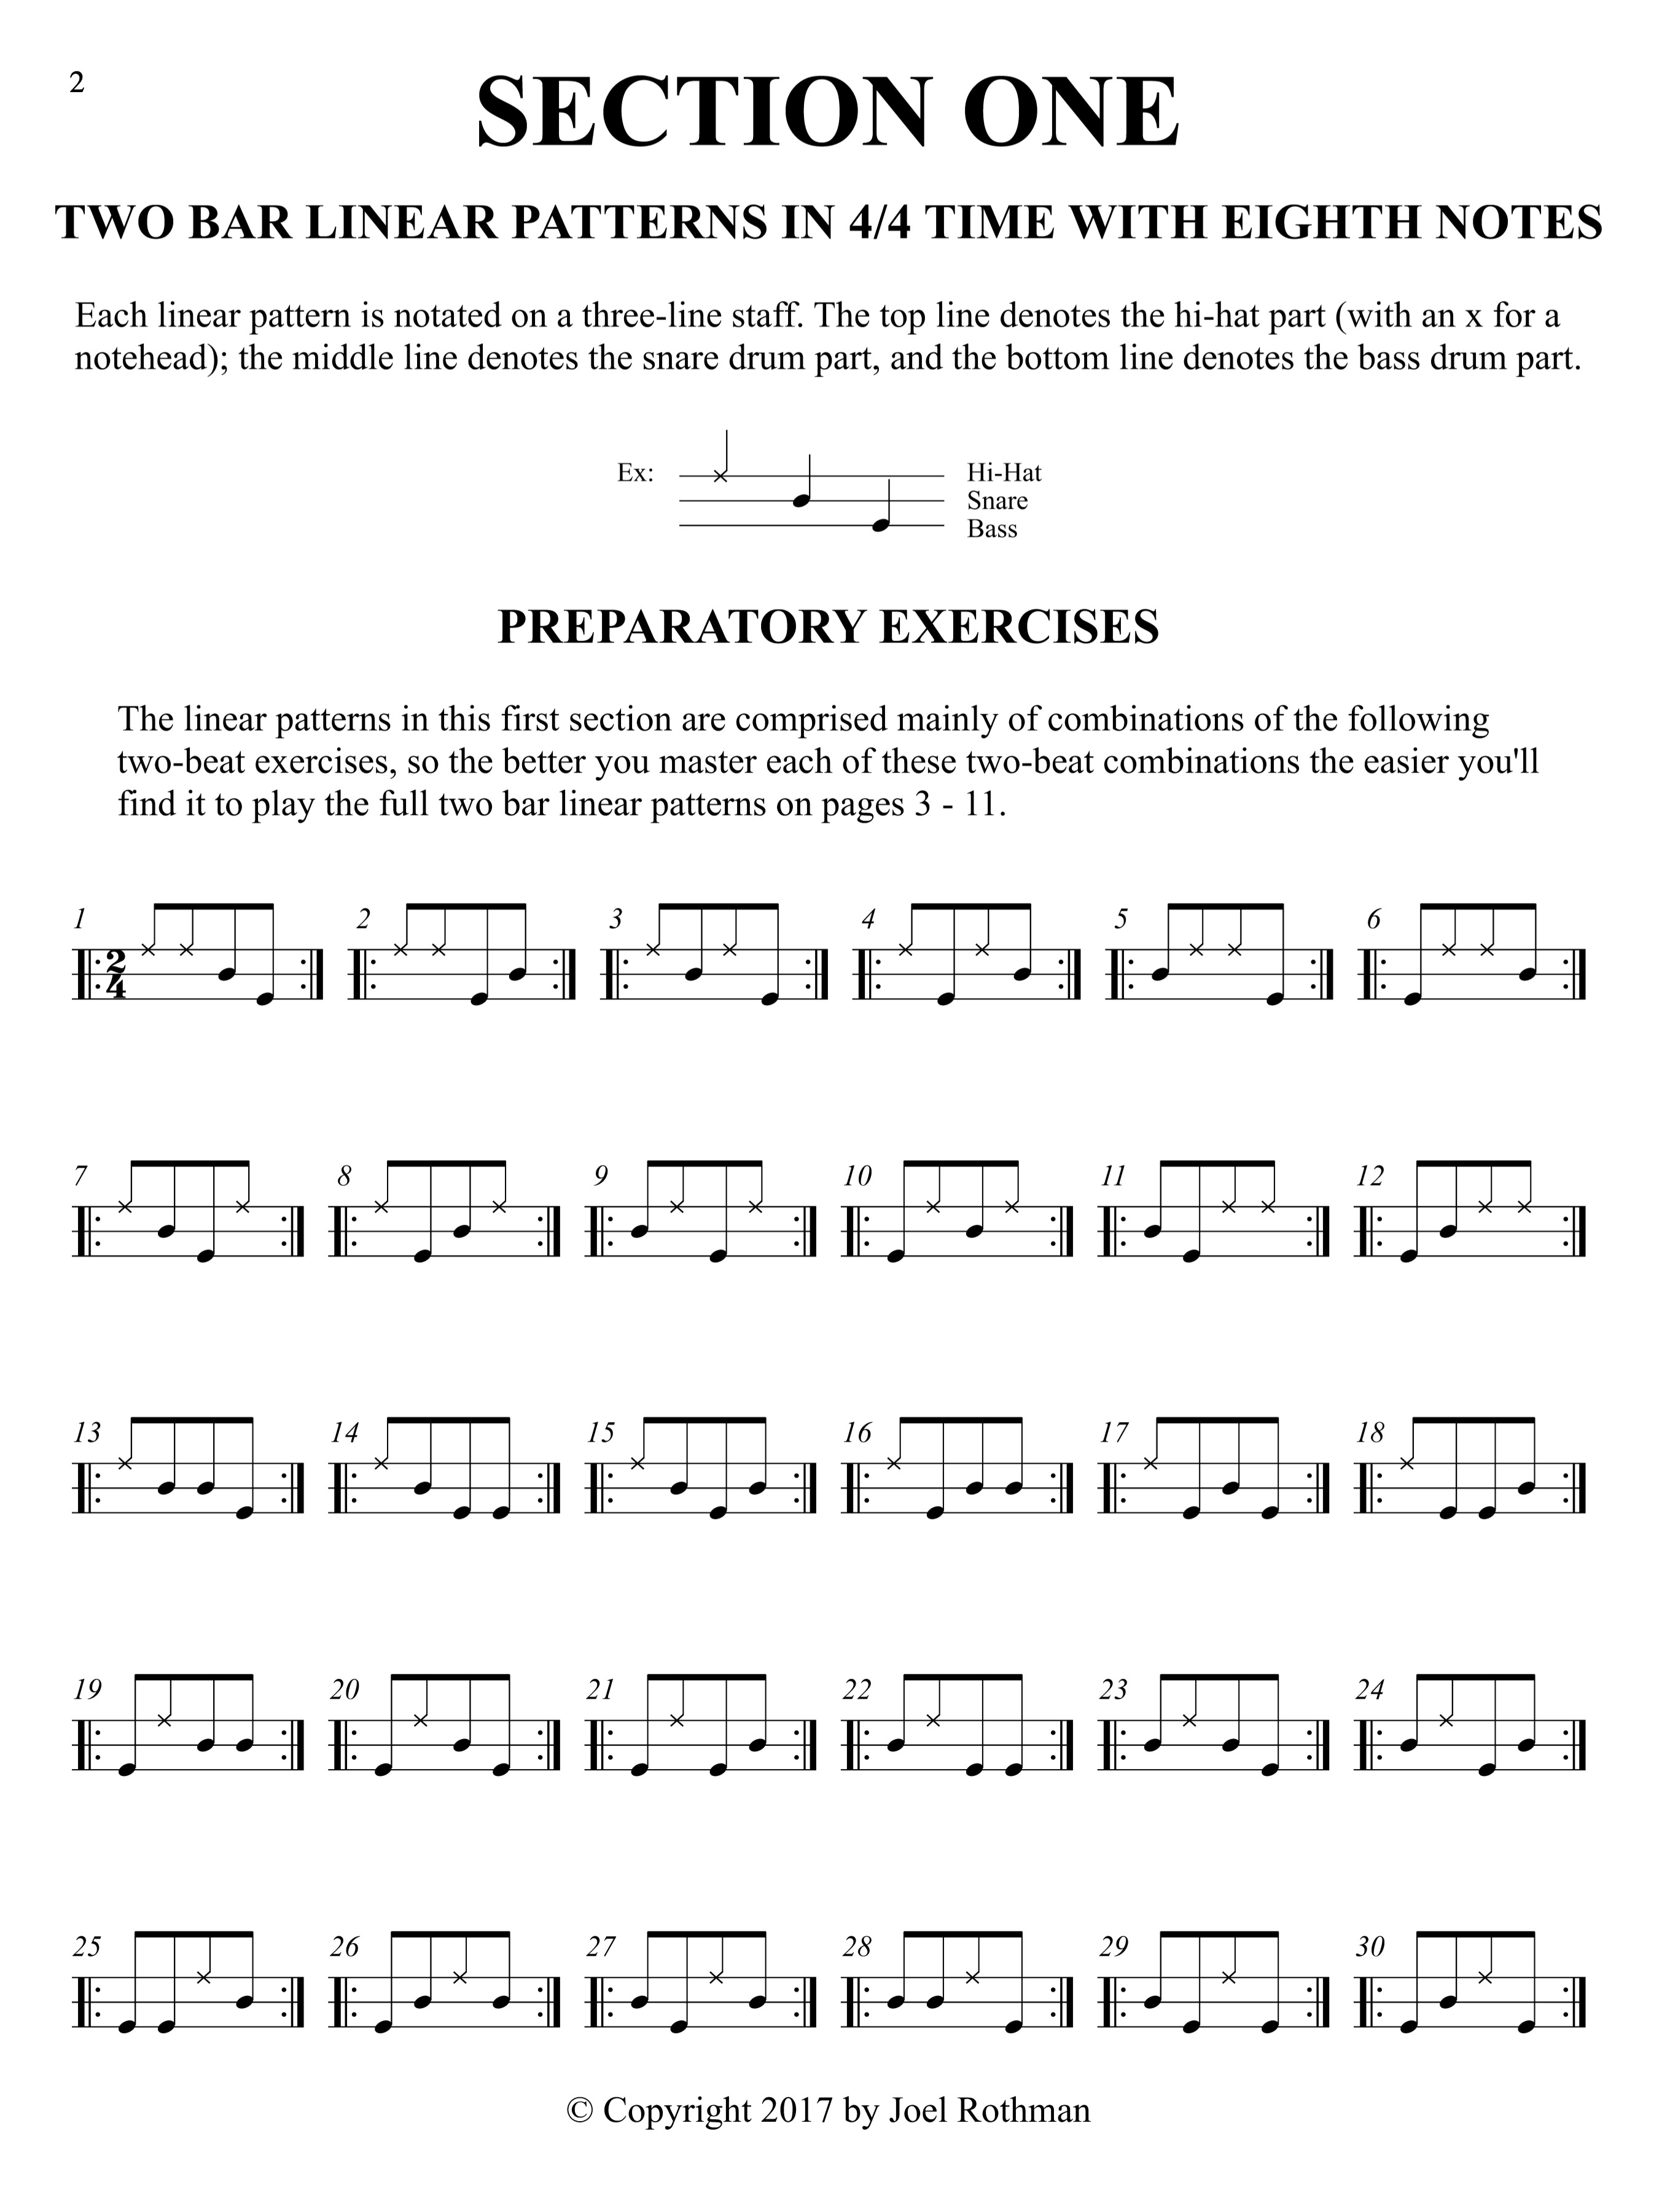 2
SECTION ONE
TWO BAR LINEAR PATTERNS IN 4/4 TIME WITH EIGHTH NOTES
Each linear pattern is notated on a three-line staff. The top line denotes the hi-hat part (with an x for a
notehead); the middle line denotes the snare drum part, and the bottom line denotes the bass drum part.
Ex: Hi-Hat
Snare
Bass
PREPARATORY EXERCISES
The linear patterns in this first section are comprised mainly of combinations of the following
two-beat exercises, so the better you master each of these two-beat combinations the easier you'll
find it to play the full two bar linear patterns on pages 3 - 11.
1 2 3 4 5 6
2
4
7 8 9 10 11 12
13 14 15 16 17 18
19 20 21 22 23 24
25 26 27 28 29 30
© Copyright 2017 by Joel Rothman